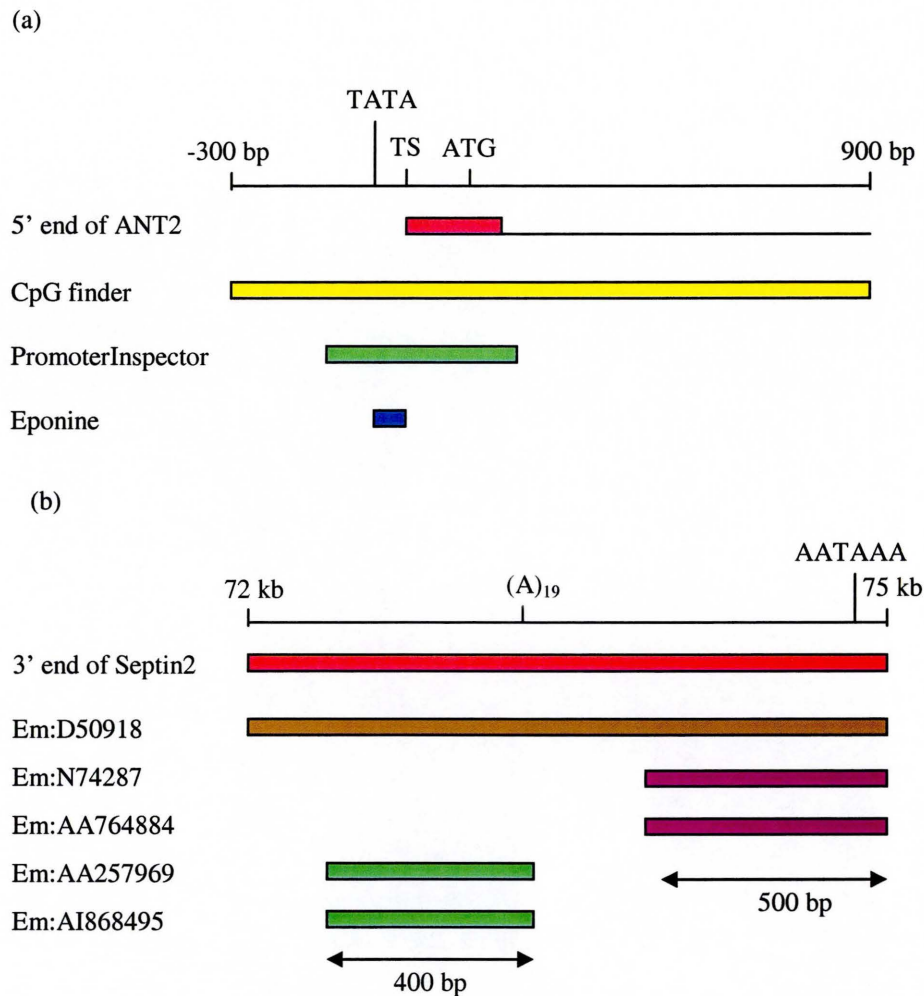 (a)
TATA
TS ATG
-300 bp 900 bp
5’ end of ANT2
CpG finder
PromoterInspector
Eponine
(b)
AATAAA
72 kb (A)19 75 kb
3’ end of Septin2
Em:D50918
Em:N74287
Em:AA764884
Em:AA257969
500 bp
Em:AI868495
400 bp